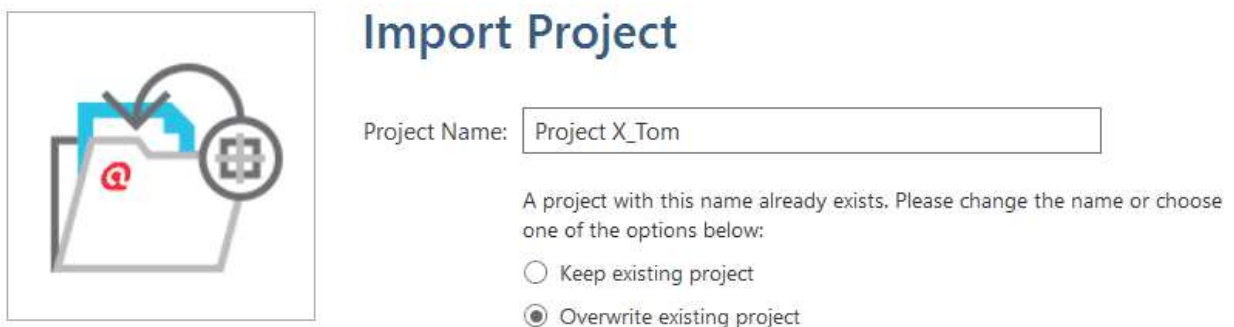 Import Project
Project Name: Project X_Tom
A project with this name already exists. Please change the name or choose
one of the options below:
Keep existing project
Overwrite existing project
@